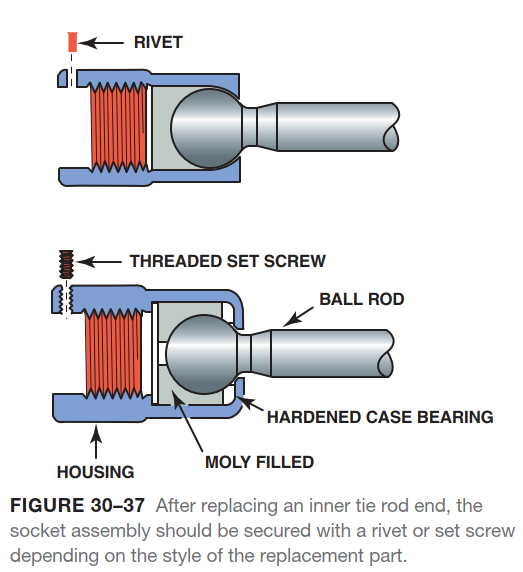 RIVET
THREADED SET SCREW
BALL ROD
HARDENED CASE BEARING
MOLY FILLED
HOUSING
FIGURE 30–37 After replacing an inner tie rod end, the
socket assembly should be secured with a rivet or set screw
depending on the style of the replacement part.